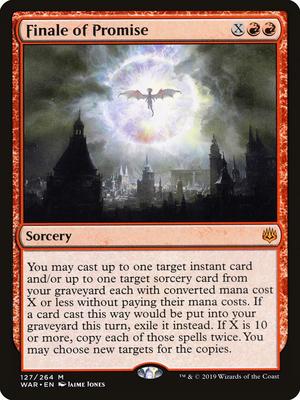 Finale of Promise X
Sorcery
You may cast up to one target instant card
and/or up to one target sorcery card from
your graveyard each with converted mana cost
X or less without paying their mana costs. If
a card cast this way would be put into your
graveyard this turn, exile it instead. If X is 10
or more, copy each of those spells twice. You
may choose new targets for the copies.
127/264 M
WAR • EN Jaime Jones
™ & © 2019 Wizards of the Coast